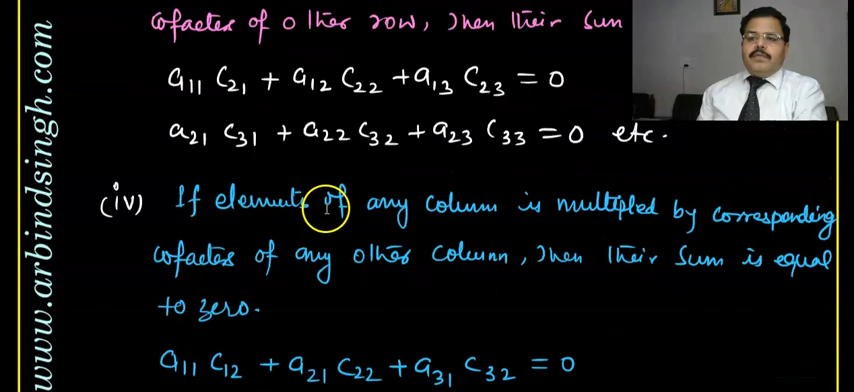 cofactor of other row, then their sum
a11 C21 + a12 C22 + a13 C23 = 0
a21 C31 + a22 C32 + a23 C33 = 0 etc.
(iv) If elements of any column is multipled by corresponding
cofactor of any other column, then their sum is equal
to zero.
a11 C12 + a21 C22 + a31 C32 = 0
www.arbindsingh.com